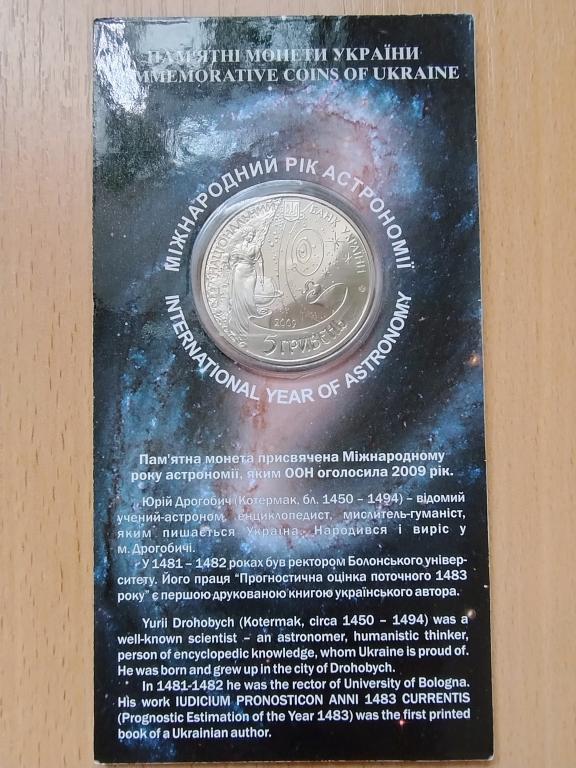 ПАМ'ЯТНІ МОНЕТИ УКРАЇНИ
COMMEMORATIVE COINS OF UKRAINE
МІЖНАРОДНИЙ РІК АСТРОНОМІЇ
НАЦІОНАЛЬНИЙ БАНК УКРАЇНИ
2009
5 ГРИВЕНЬ
INTERNATIONAL YEAR OF ASTRONOMY
Пам'ятна монета присвячена Міжнародному
року астрономії, яким ООН оголосила 2009 рік.
Юрій Дрогобич (Котермак, бл. 1450 – 1494) – відомий
учений-астроном, енциклопедист, мислитель-гуманіст,
яким пишається Україна. Народився і виріс у
м. Дрогобичі.
У 1481 – 1482 роках був ректором Болонського універ-
ситету. Його праця "Прогностична оцінка поточного 1483
року" є першою друкованою книгою українського автора.
Yurii Drohobych (Kotermak, circa 1450 – 1494) was a
well-known scientist – an astronomer, humanistic thinker,
person of encyclopedic knowledge, whom Ukraine is proud of.
He was born and grew up in the city of Drohobych.
In 1481-1482 he was the rector of University of Bologna.
His work IUDICIUM PRONOSTICON ANNI 1483 CURRENTIS
(Prognostic Estimation of the Year 1483) was the first printed
book of a Ukrainian author.